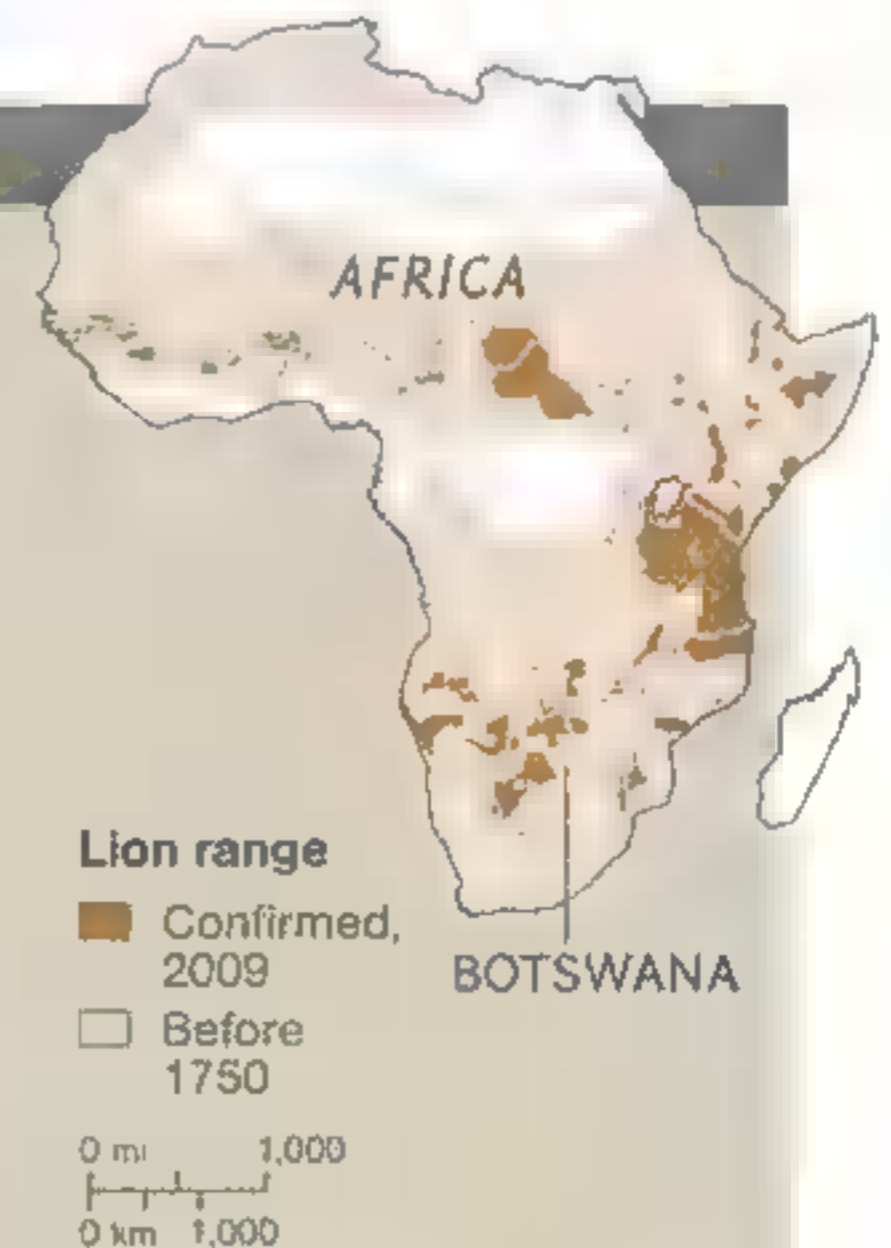 AFRICA
Lion range
Confirmed,
2009
Before
1750
BOTSWANA
0 mi 1,000
0 km 1,000